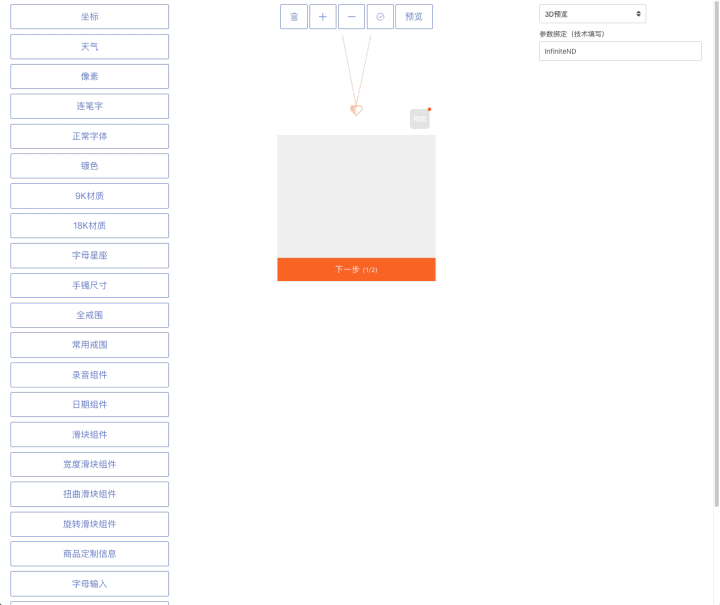 坐标
天气
像素
连笔字
正常字体
镀色
9K材质
18K材质
字母星座
手镯尺寸
全戒围
常用戒围
录音组件
日期组件
滑块组件
宽度滑块组件
扭曲滑块组件
旋转滑块组件
商品定制信息
字母输入
预览
预览
下一步 (1/2)
3D预览
参数绑定（技术填写）
InfiniteND